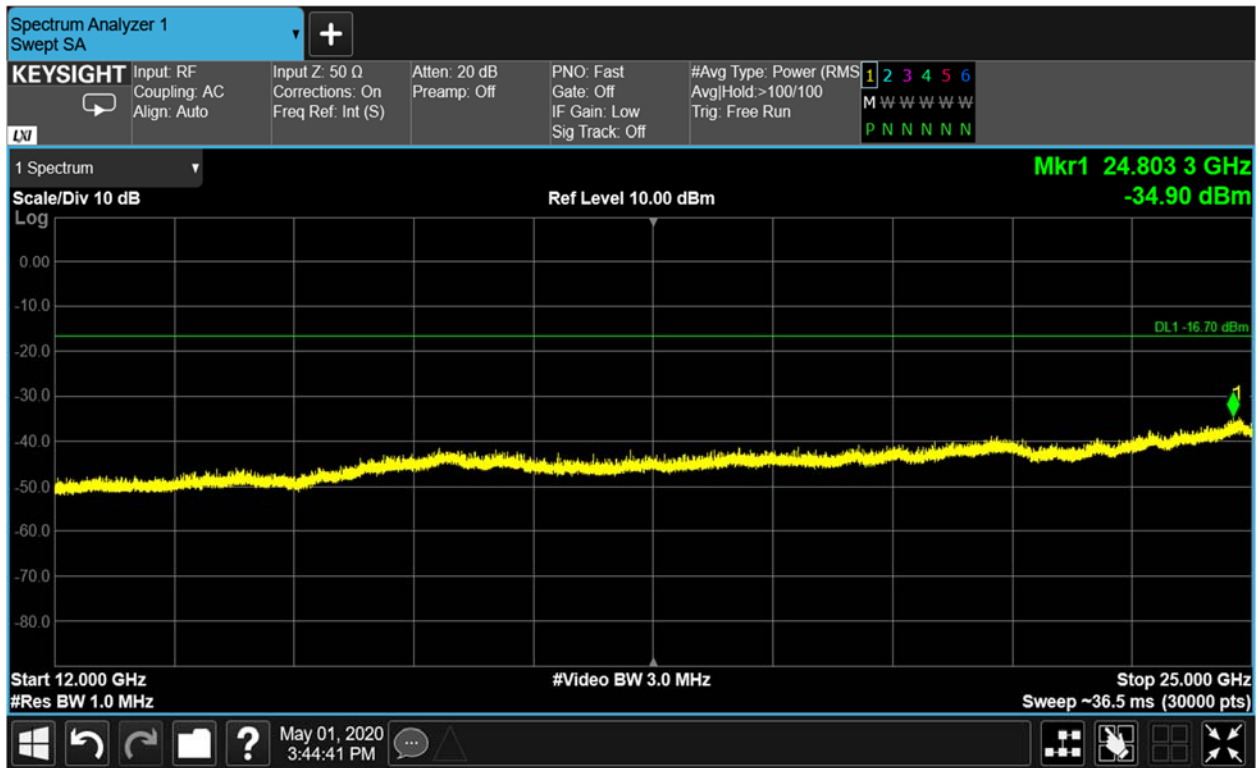 Spectrum Analyzer 1
Swept SA
+
KEYSIGHT
LXI
Input: RF
Coupling: AC
Align: Auto
Input Z: 50 Ω
Corrections: On
Freq Ref: Int (S)
Atten: 20 dB
Preamp: Off
PNO: Fast
Gate: Off
IF Gain: Low
Sig Track: Off
#Avg Type: Power (RMS
Avg|Hold:>100/100
Trig: Free Run
1 2 3 4 5 6
M W W W W W
P N N N N N
1 Spectrum
Mkr1 24.803 3 GHz
Scale/Div 10 dB
Ref Level 10.00 dBm
-34.90 dBm
Log
0.00
-10.0
DL1 -16.70 dBm
-20.0
-30.0
1
-40.0
-50.0
-60.0
-70.0
-80.0
Start 12.000 GHz
#Video BW 3.0 MHz
Stop 25.000 GHz
#Res BW 1.0 MHz
Sweep ~36.5 ms (30000 pts)
?
May 01, 2020
3:44:41 PM